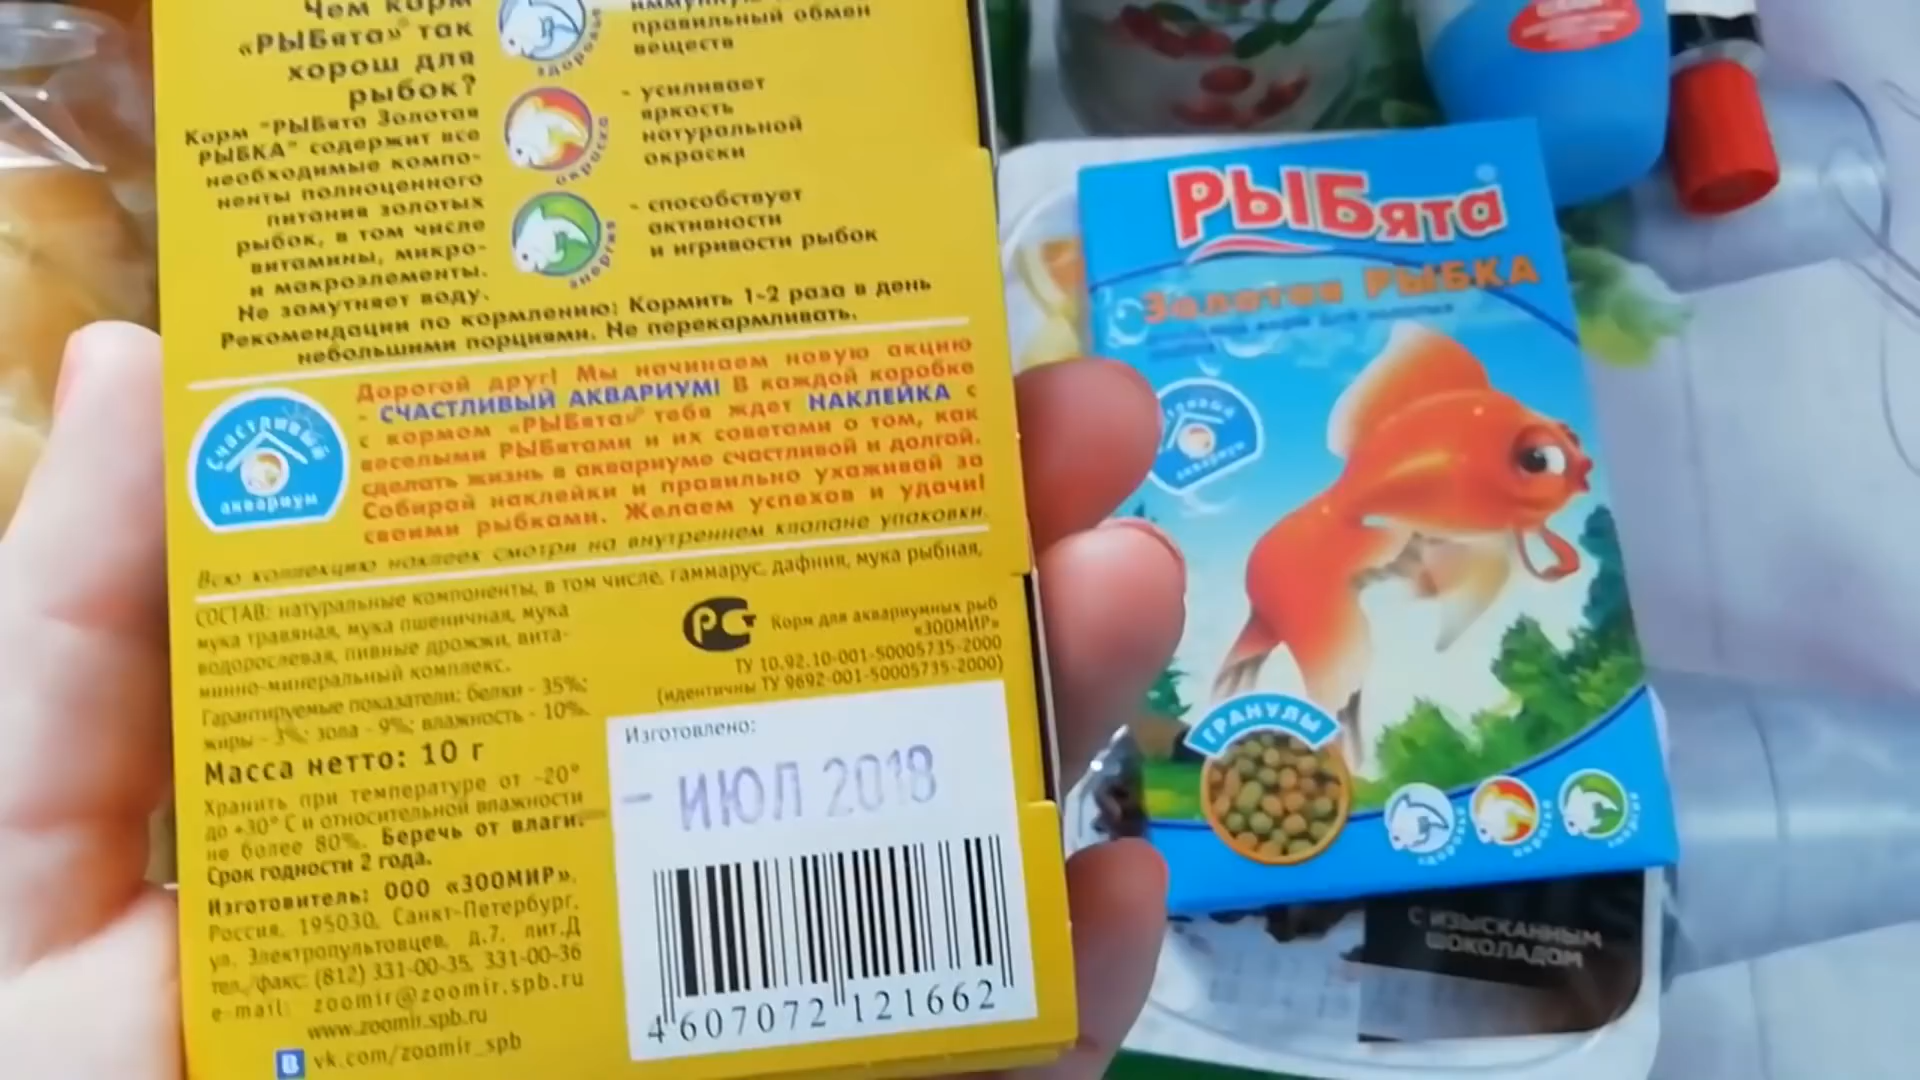 Чем корм
«РЫБята» так
хорош для
рыбок?
Корм "РЫБята Золотая
РЫБКА" содержит все
необходимые компо-
ненты полноценного
питания золотых
рыбок, в том числе
витамины, микро-
и макроэлементы.
Не замутняет воду.
правильный обмен
веществ
здоровье
- усиливает
яркость
натуральной
окраски
окраска
- способствует
активности
и игривости рыбок
энергия
Рекомендации по кормлению: Кормить 1-2 раза в день
небольшими порциями. Не перекармливать.
Счастливый
аквариум
Дорогой друг! Мы начинаем новую акцию
- СЧАСТЛИВЫЙ АКВАРИУМ! В каждой коробке
с кормом «РЫБята» тебя ждет НАКЛЕЙКА с
веселыми РЫБятами и их советами о том, как
сделать жизнь в аквариуме счастливой и долгой.
Собирай наклейки и правильно ухаживай за
своими рыбками. Желаем успехов и удачи!
Всю коллекцию наклеек смотри на внутреннем клапане упаковки.
СОСТАВ: натуральные компоненты, в том числе, гаммарус, дафния, мука рыбная,
мука травяная, мука пшеничная, мука
водорослевая, пивные дрожжи, вита-
минно-минеральный комплекс.
Гарантируемые показатели: белки - 35%;
жиры - 3%; зола - 9%; влажность - 10%.
Масса нетто: 10 г
Хранить при температуре от -20°
до +30° С и относительной влажности
не более 80%. Беречь от влаги.
Срок годности 2 года.
Изготовитель: ООО «ЗООМИР».
Россия, 195030, Санкт-Петербург,
ул. Электропультовцев, д.7, лит.Д
тел./факс: (812) 331-00-35, 331-00-36
e-mail: zoomir@zoomir.spb.ru
www.zoomir.spb.ru
В vk.com/zoomir_spb
РСТ
Корм для аквариумных рыб
«ЗООМИР»
ТУ 10.92.10-001-50005735-2000
(идентичны ТУ 9692-001-50005735-2000)
Изготовлено:
- ИЮЛ 2018
4 607072 121662
РЫБята®
Золотая РЫБКА
аквариум
ГРАНУЛЫ
здоровье
окраска
энергия
С ИЗЫСКАННЫМ
ШОКОЛАДОМ